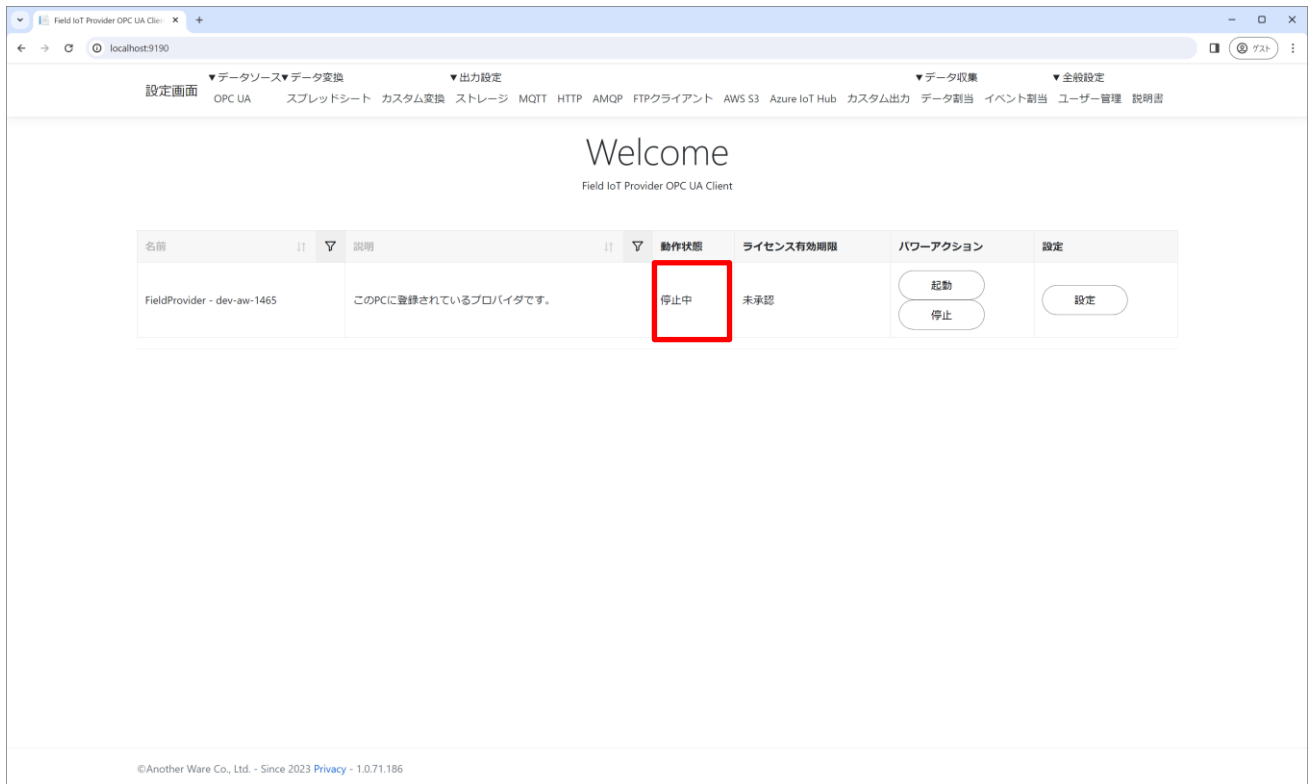 Field IoT Provider OPC UA Clien
localhost:9190
ゲスト
設定画面
▼データソース ▼データ変換 ▼出力設定 ▼データ収集 ▼全般設定
OPC UA スプレッドシート カスタム変換 ストレージ MQTT HTTP AMQP FTPクライアント AWS S3 Azure IoT Hub カスタム出力 データ割当 イベント割当 ユーザー管理 説明書
Welcome
Field IoT Provider OPC UA Client
名前 説明 動作状態 ライセンス有効期限 パワーアクション 設定
起動
FieldProvider - dev-aw-1465 このPCに登録されているプロバイダです。 停止中 未承認 設定
停止
©Another Ware Co., Ltd. - Since 2023 Privacy - 1.0.71.186